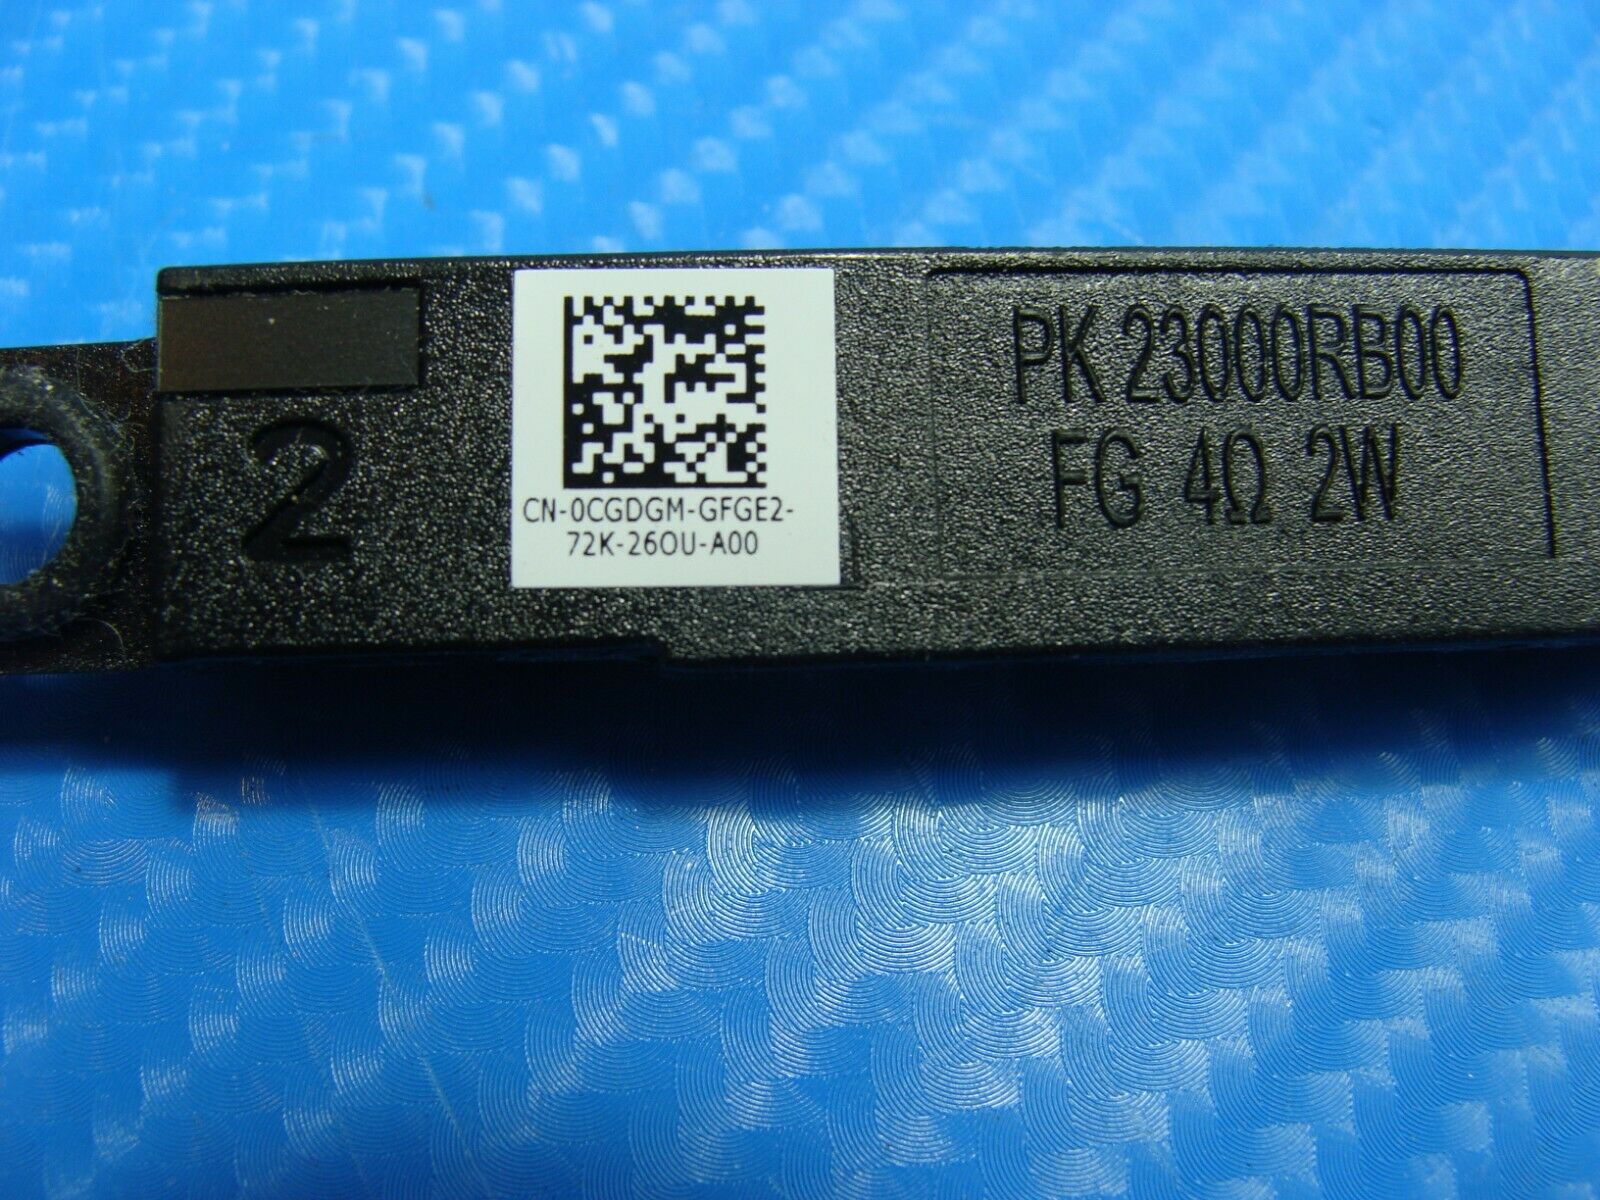 2
CN-0CGDGM-GFGE2-
72K-26OU-A00
PK 23000RB00
FG 4Ω 2W